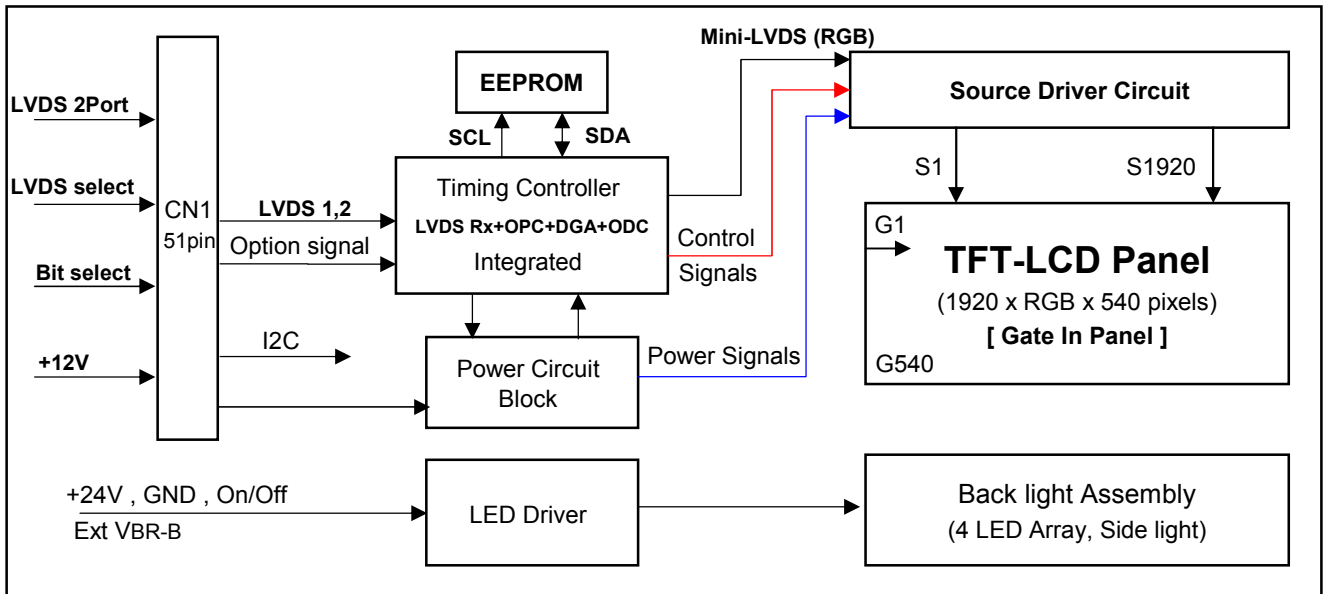 Mini-LVDS (RGB)
EEPROM
Source Driver Circuit
LVDS 2Port
SCL
SDA
S1
S1920
LVDS select
CN1
51pin
LVDS 1,2
Option signal
Timing Controller
LVDS Rx+OPC+DGA+ODC
Integrated
Control
Signals
G1
TFT-LCD Panel
(1920 x RGB x 540 pixels)
[ Gate In Panel ]
G540
Bit select
+12V
I2C
Power Circuit
Block
Power Signals
+24V , GND , On/Off
Ext VBR-B
LED Driver
Back light Assembly
(4 LED Array, Side light)